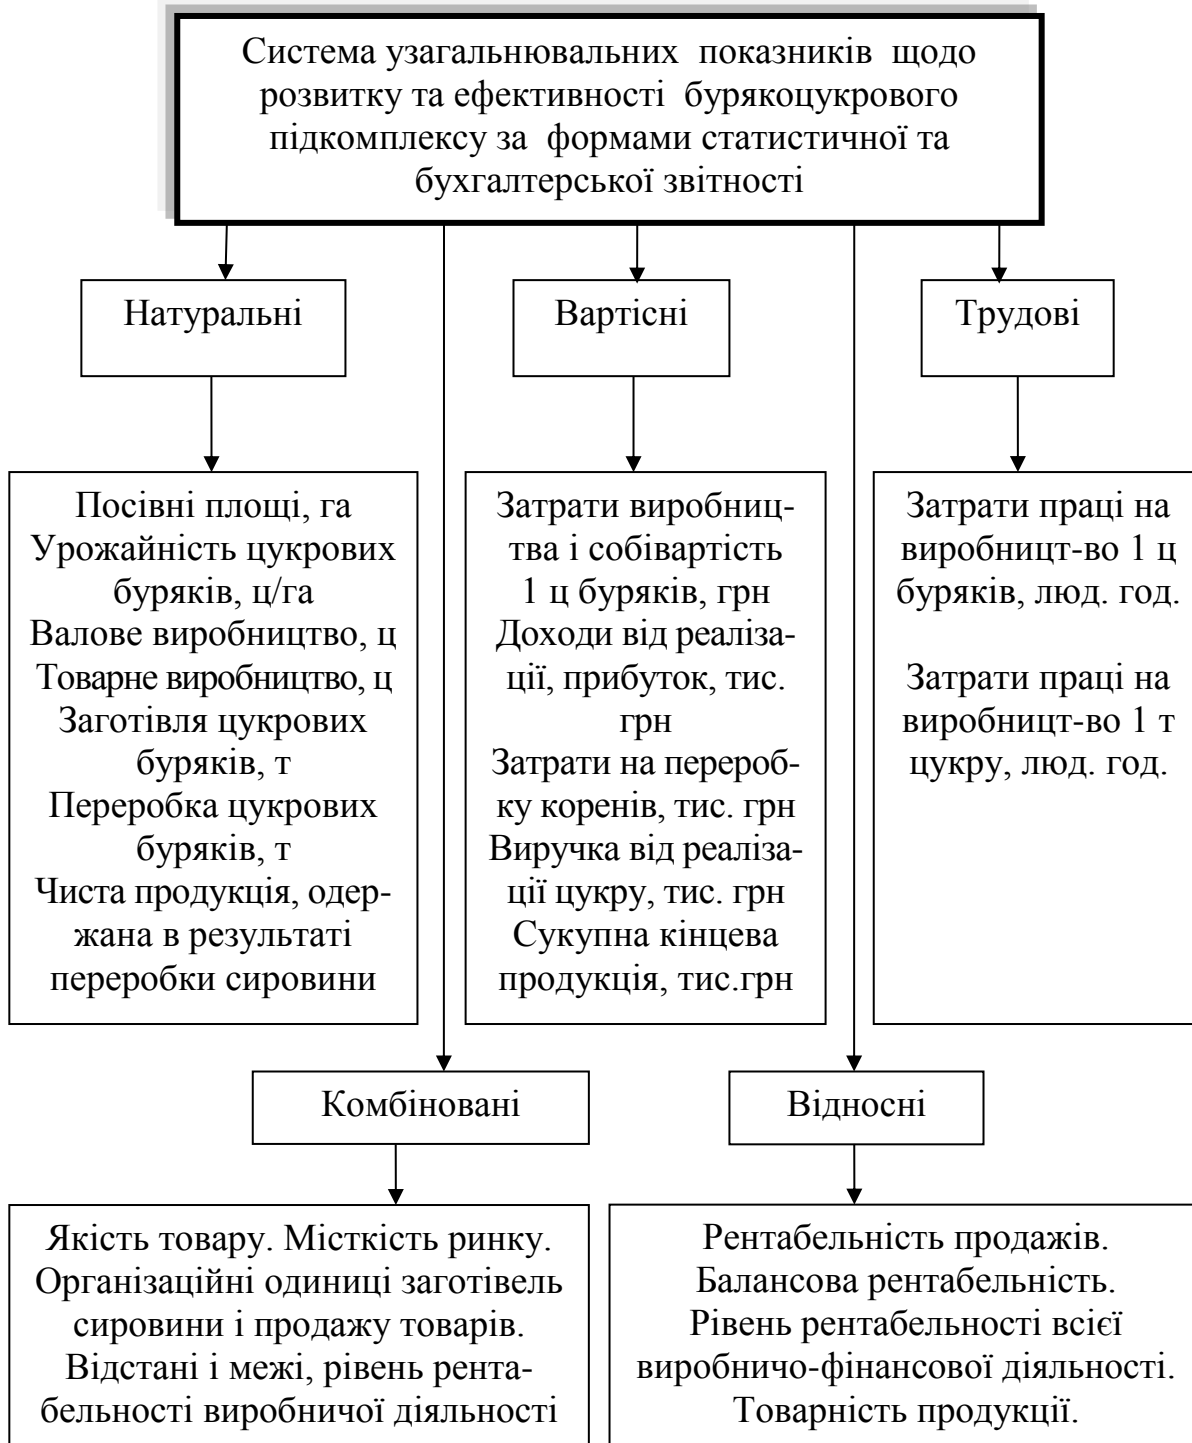 Система узагальнювальних показників щодо
розвитку та ефективності бурякоцукрового
підкомплексу за формами статистичної та
бухгалтерської звітності
Натуральні
Вартісні
Трудові
Посівні площі, га
Урожайність цукрових
буряків, ц/га
Валове виробництво, ц
Товарне виробництво, ц
Заготівля цукрових
буряків, т
Переробка цукрових
буряків, т
Чиста продукція, одер-
жана в результаті
переробки сировини
Затрати виробниц-
тва і собівартість
1 ц буряків, грн
Доходи від реаліза-
ції, прибуток, тис.
грн
Затрати на перероб-
ку коренів, тис. грн
Виручка від реаліза-
ції цукру, тис. грн
Сукупна кінцева
продукція, тис.грн
Затрати праці на
виробницт-во 1 ц
буряків, люд. год.
Затрати праці на
виробницт-во 1 т
цукру, люд. год.
Комбіновані
Відносні
Якість товару. Місткість ринку.
Організаційні одиниці заготівель
сировини і продажу товарів.
Відстані і межі, рівень рента-
бельності виробничої діяльності
Рентабельність продажів.
Балансова рентабельність.
Рівень рентабельності всієї
виробничо-фінансової діяльності.
Товарність продукції.